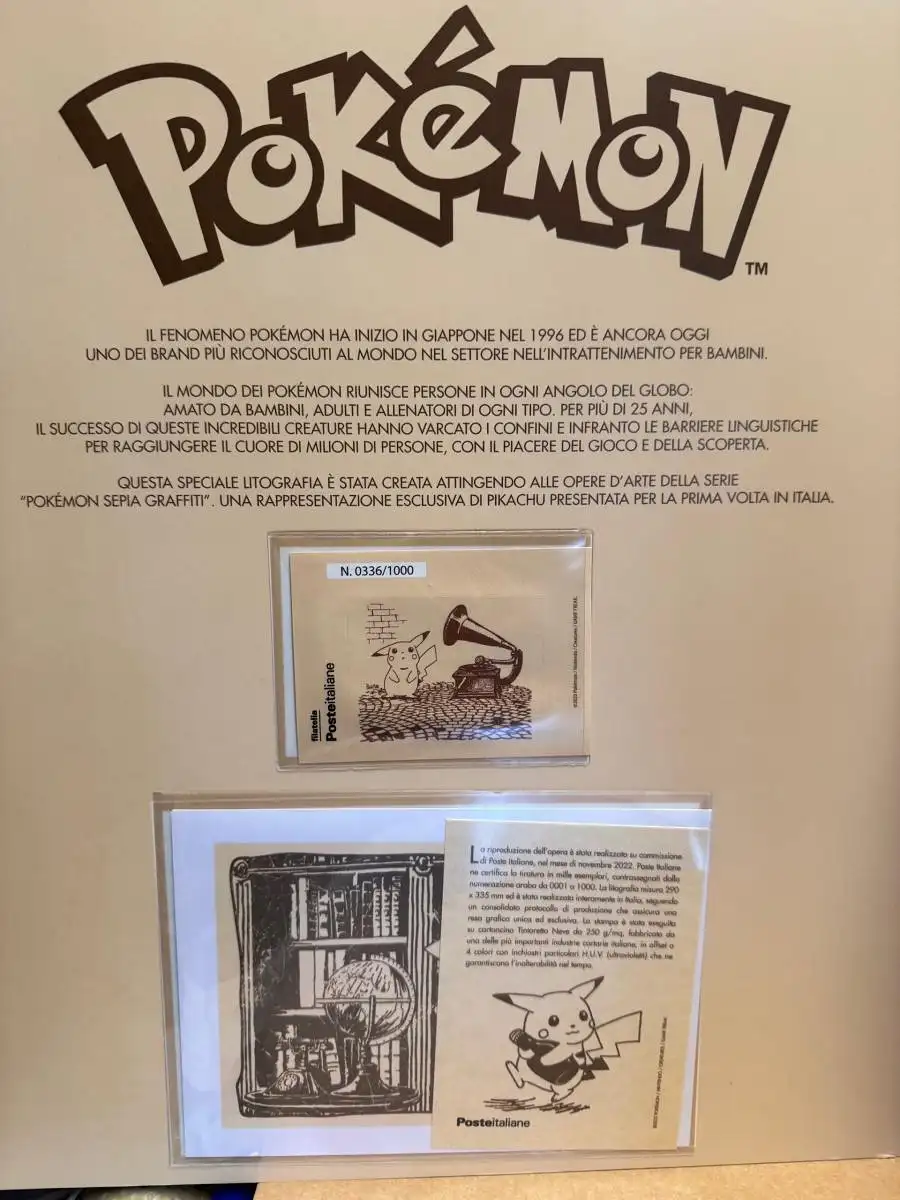 POKéMON
TM
IL FENOMENO POKÉMON HA INIZIO IN GIAPPONE NEL 1996 ED È ANCORA OGGI
UNO DEI BRAND PIÙ RICONOSCIUTI AL MONDO NEL SETTORE NELL'INTRATTENIMENTO PER BAMBINI.
IL MONDO DEI POKÉMON RIUNISCE PERSONE IN OGNI ANGOLO DEL GLOBO:
AMATO DA BAMBINI, ADULTI E ALLENATORI DI OGNI TIPO. PER PIÙ DI 25 ANNI,
IL SUCCESSO DI QUESTE INCREDIBILI CREATURE HANNO VARCATO I CONFINI E INFRANTO LE BARRIERE LINGUISTICHE
PER RAGGIUNGERE IL CUORE DI MILIONI DI PERSONE, CON IL PIACERE DEL GIOCO E DELLA SCOPERTA.
QUESTA SPECIALE LITOGRAFIA È STATA CREATA ATTINGENDO ALLE OPERE D'ARTE DELLA SERIE
"POKÉMON SEPIA GRAFFITI". UNA RAPPRESENTAZIONE ESCLUSIVA DI PIKACHU PRESENTATA PER LA PRIMA VOLTA IN ITALIA.
N. 0336/1000
filatelia
Posteitaliane
La riproduzione dell'opera è stata realizzata su commissione
di Poste Italiane, nel mese di novembre 2022. Poste Italiane
ne certifica la tiratura in mille esemplari, contrassegnati dalla
numerazione araba da 0001 a 1000. La litografia misura 290
x 335 mm ed è stata realizzata interamente in Italia, seguendo
un consolidato protocollo di produzione che assicura una
resa grafica unica ed esclusiva. La stampa è stata eseguita
su cartoncino Tintoretto Neve da 250 g/mq, fabbricato da
una delle più importanti industrie cartarie italiane, in offset a
4 colori con inchiostri particolari H.U.V. (ultravioletti) che ne
garantiscono l'inalterabilità nel tempo.
Posteitaliane